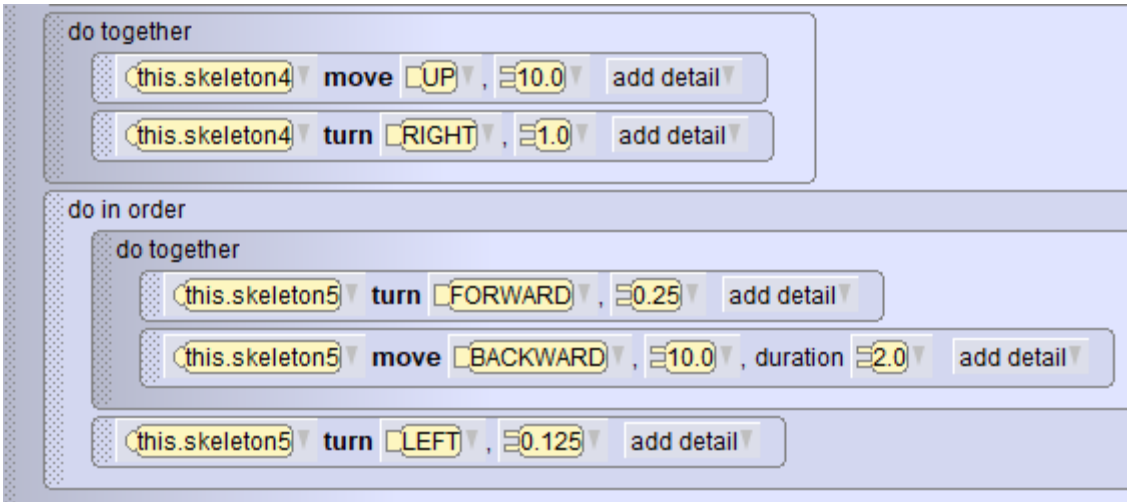 do together
this.skeleton4 move UP , 10.0 add detail
this.skeleton4 turn RIGHT , 1.0 add detail
do in order
do together
this.skeleton5 turn FORWARD , 0.25 add detail
this.skeleton5 move BACKWARD , 10.0 , duration 2.0 add detail
this.skeleton5 turn LEFT , 0.125 add detail